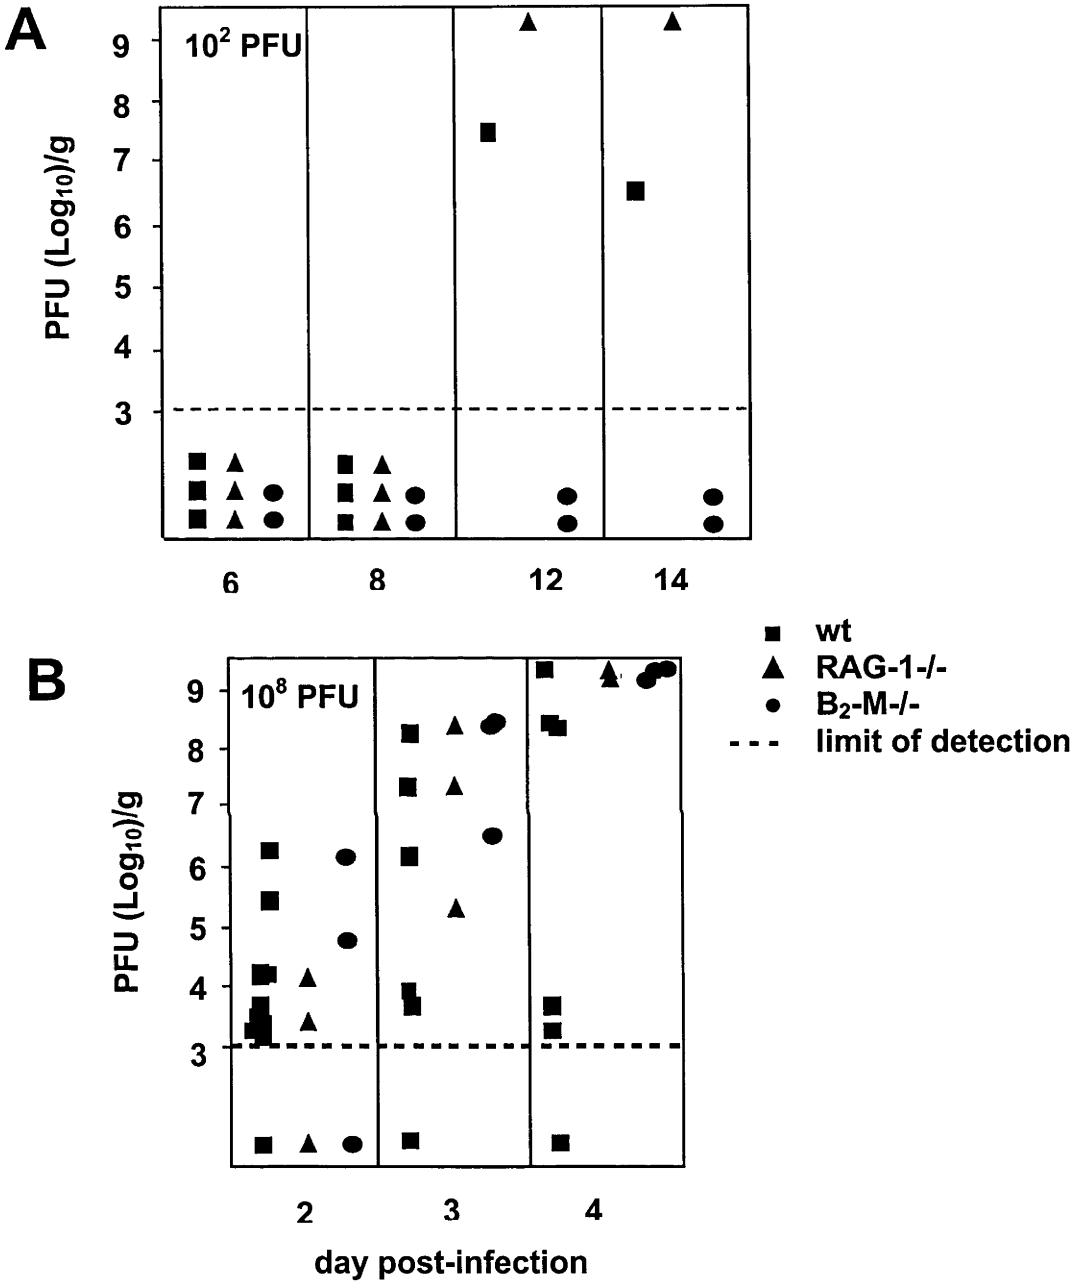 A
10² PFU
9
8
7
6
5
4
3
PFU (Log₁₀)/g
6 8 12 14
wt
RAG-1-/-
B₂-M-/-
limit of detection
B
10⁸ PFU
9
8
7
6
5
4
3
PFU (Log₁₀)/g
2 3 4
day post-infection